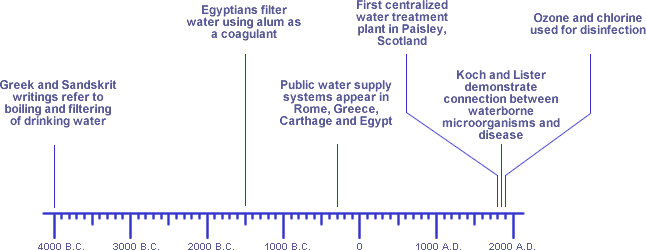 Greek and Sandskrit
writings refer to
boiling and filtering
of drinking water
Egyptians filter
water using alum as
a coagulant
Public water supply
systems appear in
Rome, Greece,
Carthage and Egypt
First centralized
water treatment
plant in Paisley,
Scotland
Koch and Lister
demonstrate
connection between
waterborne
microorganisms and
disease
Ozone and chlorine
used for disinfection
4000 B.C.
3000 B.C.
2000 B.C.
1000 B.C.
0
1000 A.D.
2000 A.D.